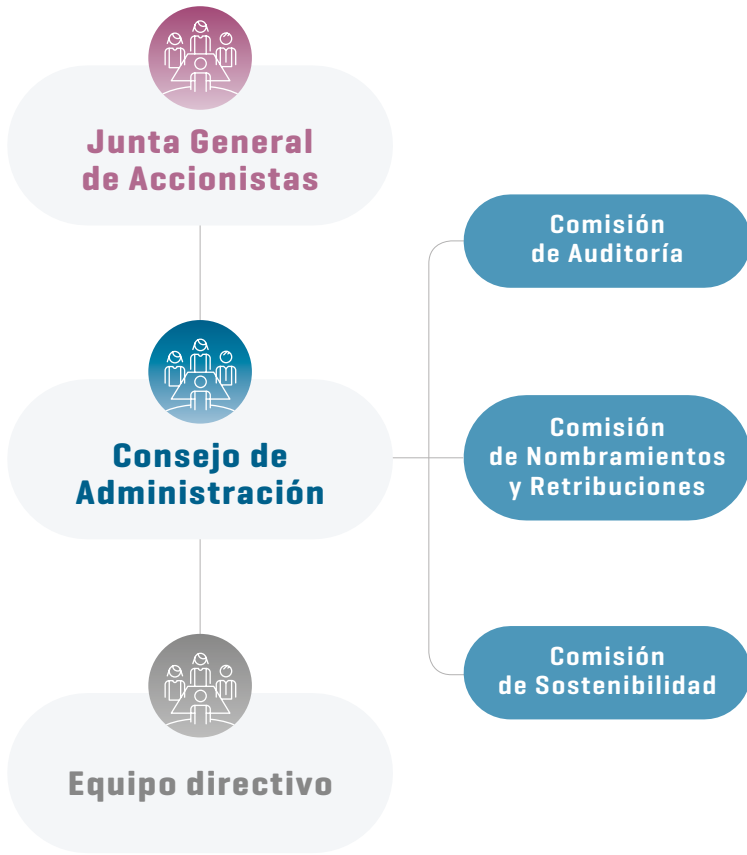 Junta General
de Accionistas
Consejo de
Administración
Equipo directivo
Comisión
de Auditoría
Comisión
de Nombramientos
y Retribuciones
Comisión
de Sostenibilidad